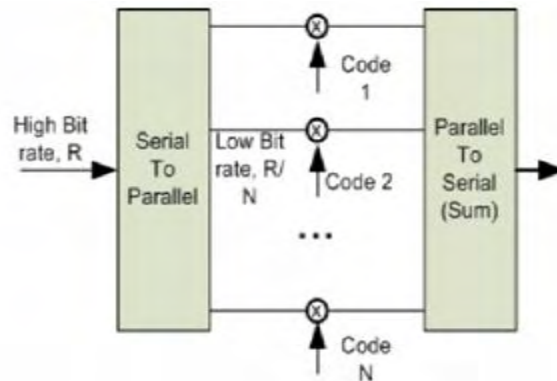 High Bit
rate, R
Serial
To
Parallel
Low Bit
rate, R/
N
X
Code
1
X
Code 2
...
X
Code
N
Parallel
To
Serial
(Sum)